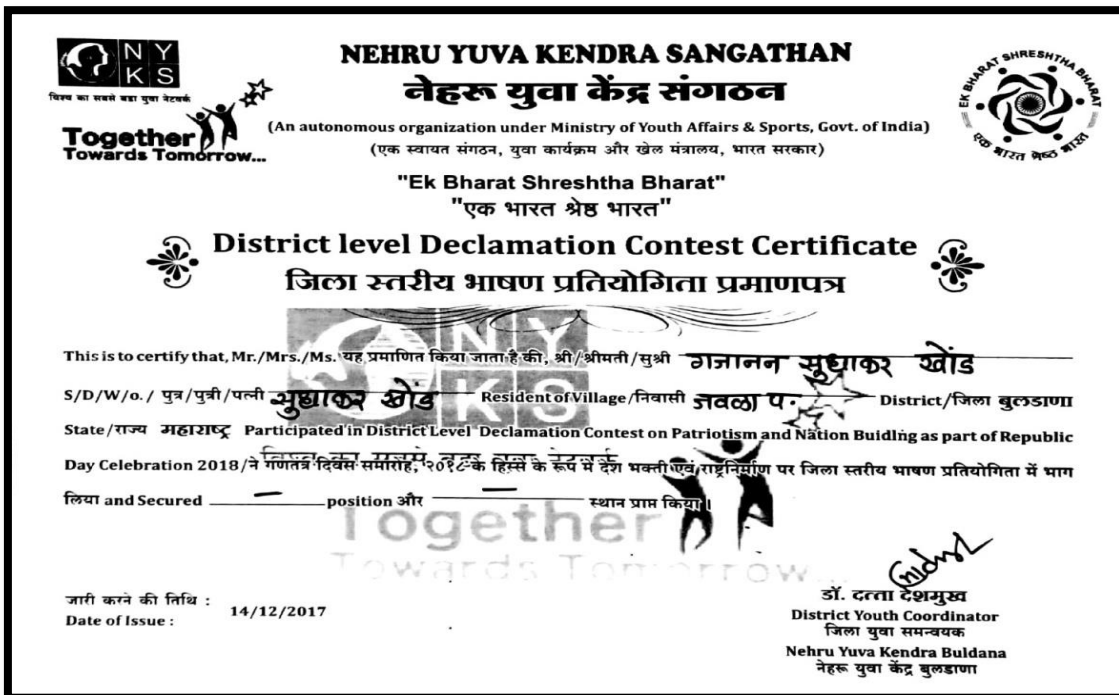 NYKS
विश्व का सबसे बडा युवा नेटवर्क
Together
Towards Tomorrow...
NEHRU YUVA KENDRA SANGATHAN
नेहरू युवा केंद्र संगठन
(An autonomous organization under Ministry of Youth Affairs & Sports, Govt. of India)
(एक स्वायत संगठन, युवा कार्यक्रम और खेल मंत्रालय, भारत सरकार)
EK BHARAT SHRESHTHA BHARAT
एक भारत श्रेष्ठ भारत
"Ek Bharat Shreshtha Bharat"
"एक भारत श्रेष्ठ भारत"
District level Declamation Contest Certificate
जिला स्तरीय भाषण प्रतियोगिता प्रमाणपत्र
NYKS
This is to certify that, Mr./Mrs./Ms. यह प्रमाणित किया जाता है की, श्री/श्रीमती/सुश्री गजानन सुधाकर खोंड
S/D/W/o./ पुत्र/पुत्री/पत्नी सुधाकर खोंड Resident of Village/निवासी जवळा प. District/जिला बुलडाणा
State/राज्य महाराष्ट्र Participated in District Level Declamation Contest on Patriotism and Nation Buidlng as part of Republic
Day Celebration 2018/ने गणतंत्र दिवस समारोह, २०१८ के हिस्से के रूप में देश भक्ती एवं राष्ट्रनिर्माण पर जिला स्तरीय भाषण प्रतियोगिता में भाग
लिया and Secured — position और — स्थान प्राप्त किया।
Together
Towards Tomorrow...
जारी करने की तिथि :
Date of Issue : 14/12/2017
डॉ. दत्ता देशमुख
District Youth Coordinator
जिला युवा समन्वयक
Nehru Yuva Kendra Buldana
नेहरू युवा केंद्र बुलडाणा